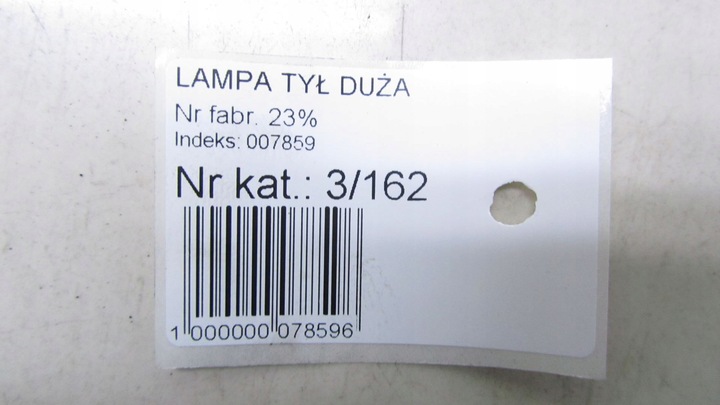 LAMPA TYŁ DUŻA
Nr fabr. 23%
Indeks: 007859
Nr kat.: 3/162
1 000000 078596